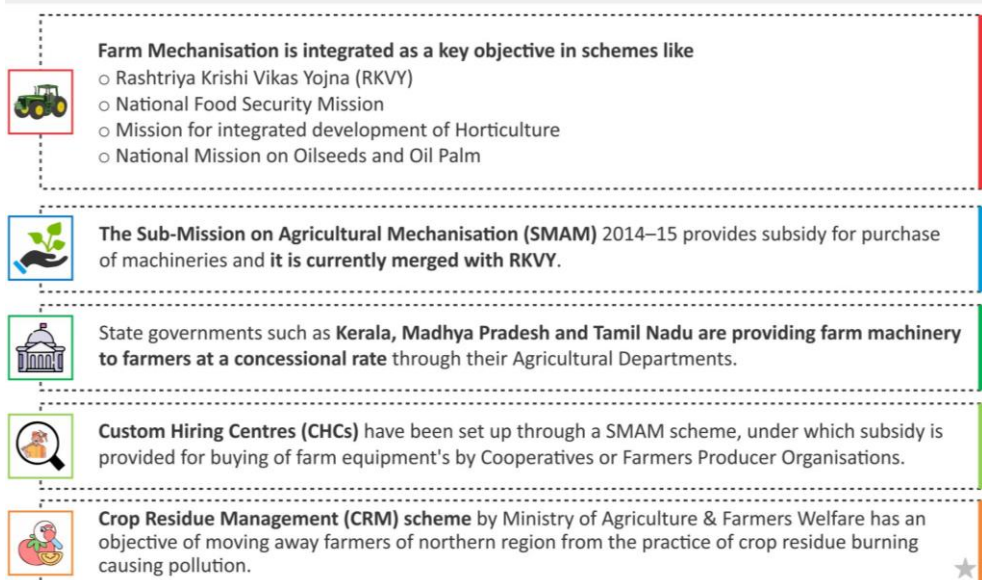 Farm Mechanisation is integrated as a key objective in schemes like
○ Rashtriya Krishi Vikas Yojna (RKVY)
○ National Food Security Mission
○ Mission for integrated development of Horticulture
○ National Mission on Oilseeds and Oil Palm
The Sub-Mission on Agricultural Mechanisation (SMAM) 2014–15 provides subsidy for purchase
of machineries and it is currently merged with RKVY.
State governments such as Kerala, Madhya Pradesh and Tamil Nadu are providing farm machinery
to farmers at a concessional rate through their Agricultural Departments.
Custom Hiring Centres (CHCs) have been set up through a SMAM scheme, under which subsidy is
provided for buying of farm equipment's by Cooperatives or Farmers Producer Organisations.
Crop Residue Management (CRM) scheme by Ministry of Agriculture & Farmers Welfare has an
objective of moving away farmers of northern region from the practice of crop residue burning
causing pollution.